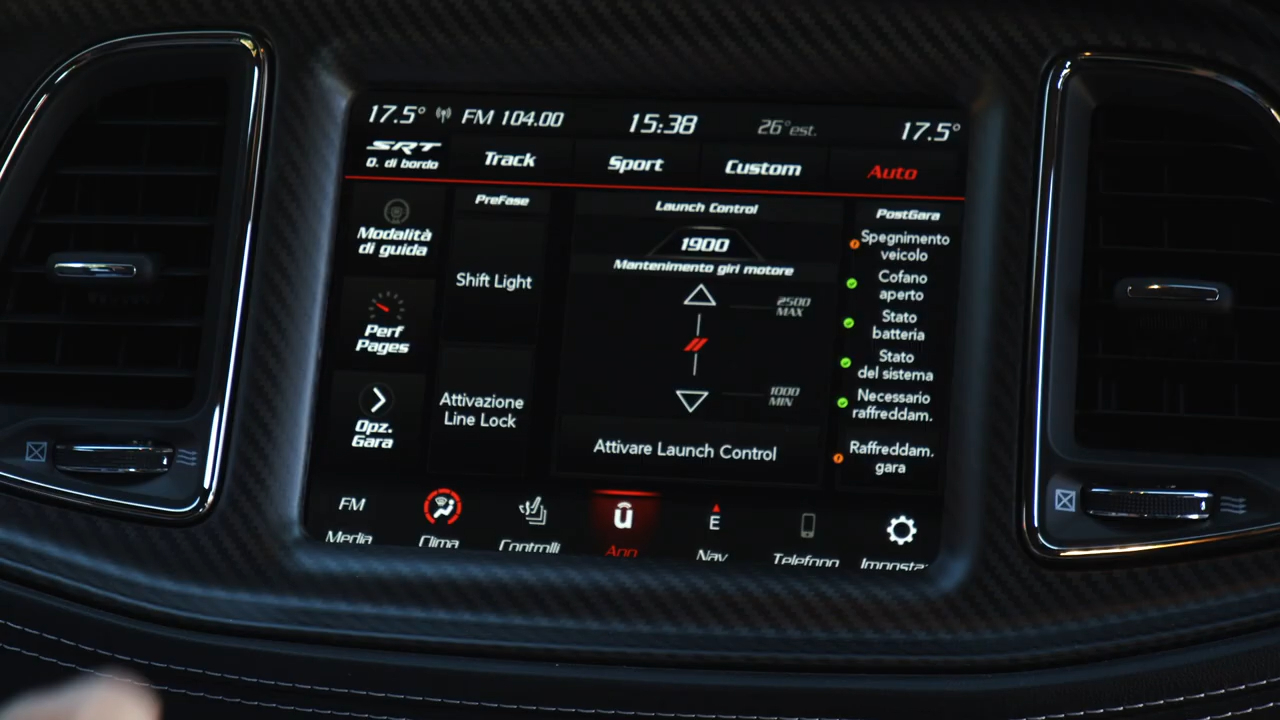 17.5° FM 104.00 15:38 26°est. 17.5°
SRT
Q. di bordo
Track Sport Custom Auto
Modalità
di guida
Perf
Pages
Opz.
Gara
PreFase
Shift Light
Attivazione
Line Lock
Launch Control
1900
Mantenimento giri motore
2500
MAX
1000
MIN
Attivare Launch Control
PostGara
Spegnimento
veicolo
Cofano
aperto
Stato
batteria
Stato
del sistema
Necessario
raffreddam.
Raffreddam.
gara
FM E
Media Clima Controlli App Nav Telefono Impostaz